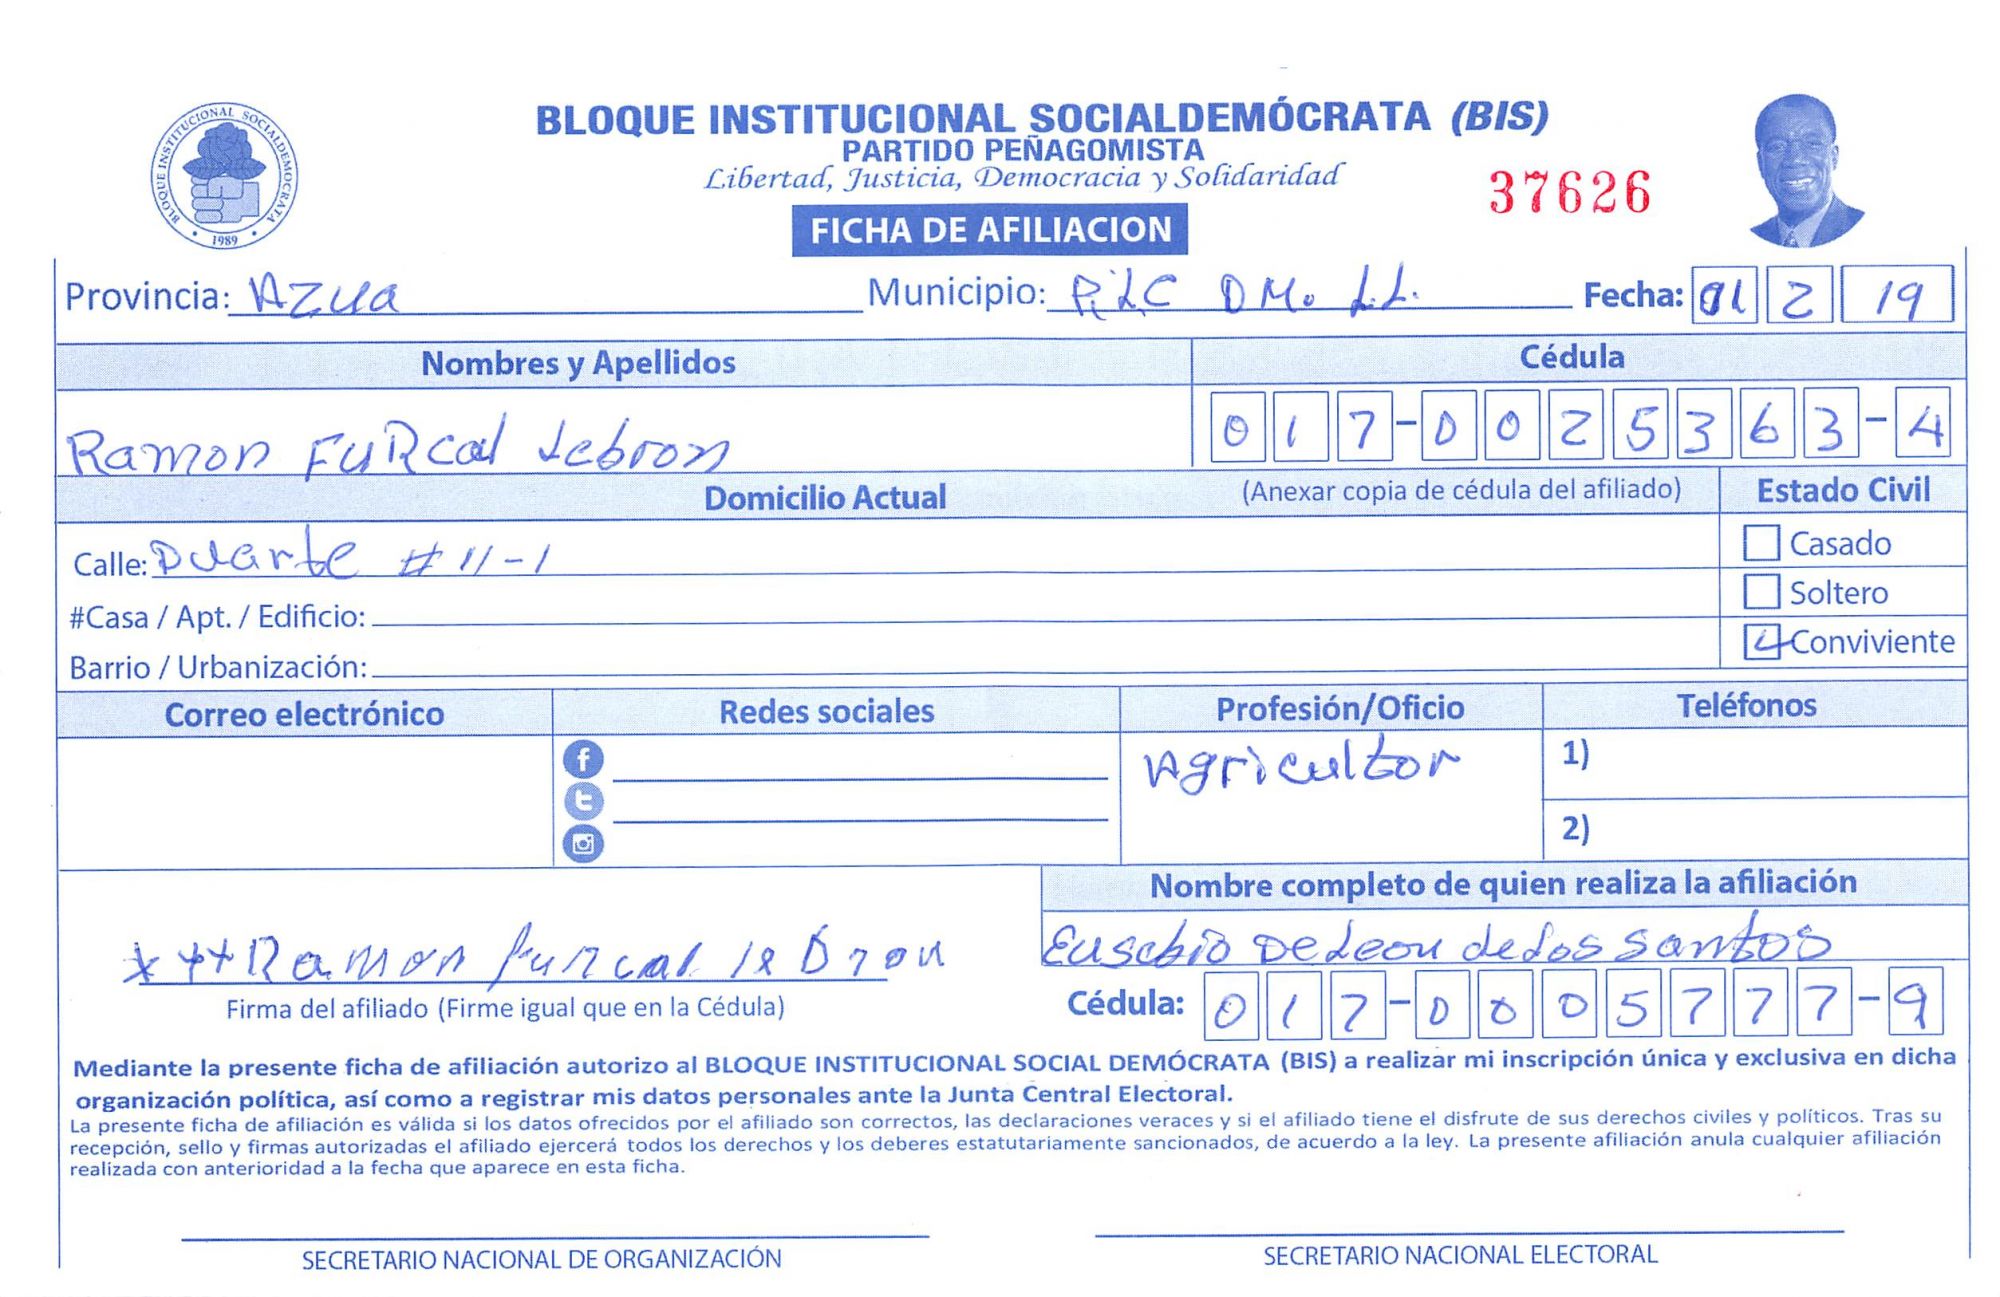 BLOQUE INSTITUCIONAL SOCIALDEMÓCRATA (BIS)
PARTIDO PEÑAGOMISTA
Libertad, Justicia, Democracia y Solidaridad
37626
BLOQUE INSTITUCIONAL SOCIALDEMOCRATA
1989
FICHA DE AFILIACION
Provincia: Azua Municipio: P.L.C DM. L.L. Fecha: 01 2 19
Nombres y Apellidos Cédula
Ramon FURcal Lebron 017-0025363-4
Domicilio Actual (Anexar copia de cédula del afiliado) Estado Civil
Calle: Duarte # 11-1 Casado
#Casa / Apt. / Edificio: Soltero
Barrio / Urbanización: Conviviente
Correo electrónico Redes sociales Profesión/Oficio Teléfonos
Agricultor 1)
2)
Nombre completo de quien realiza la afiliación
Eusebio De Leon de Los Santos
Ramon furcal lebron
Firma del afiliado (Firme igual que en la Cédula) Cédula: 017-0005777-9
Mediante la presente ficha de afiliación autorizo al BLOQUE INSTITUCIONAL SOCIAL DEMÓCRATA (BIS) a realizar mi inscripción única y exclusiva en dicha
organización política, así como a registrar mis datos personales ante la Junta Central Electoral.
La presente ficha de afiliación es válida si los datos ofrecidos por el afiliado son correctos, las declaraciones veraces y si el afiliado tiene el disfrute de sus derechos civiles y políticos. Tras su
recepción, sello y firmas autorizadas el afiliado ejercerá todos los derechos y los deberes estatutariamente sancionados, de acuerdo a la ley. La presente afiliación anula cualquier afiliación
realizada con anterioridad a la fecha que aparece en esta ficha.
SECRETARIO NACIONAL DE ORGANIZACIÓN SECRETARIO NACIONAL ELECTORAL